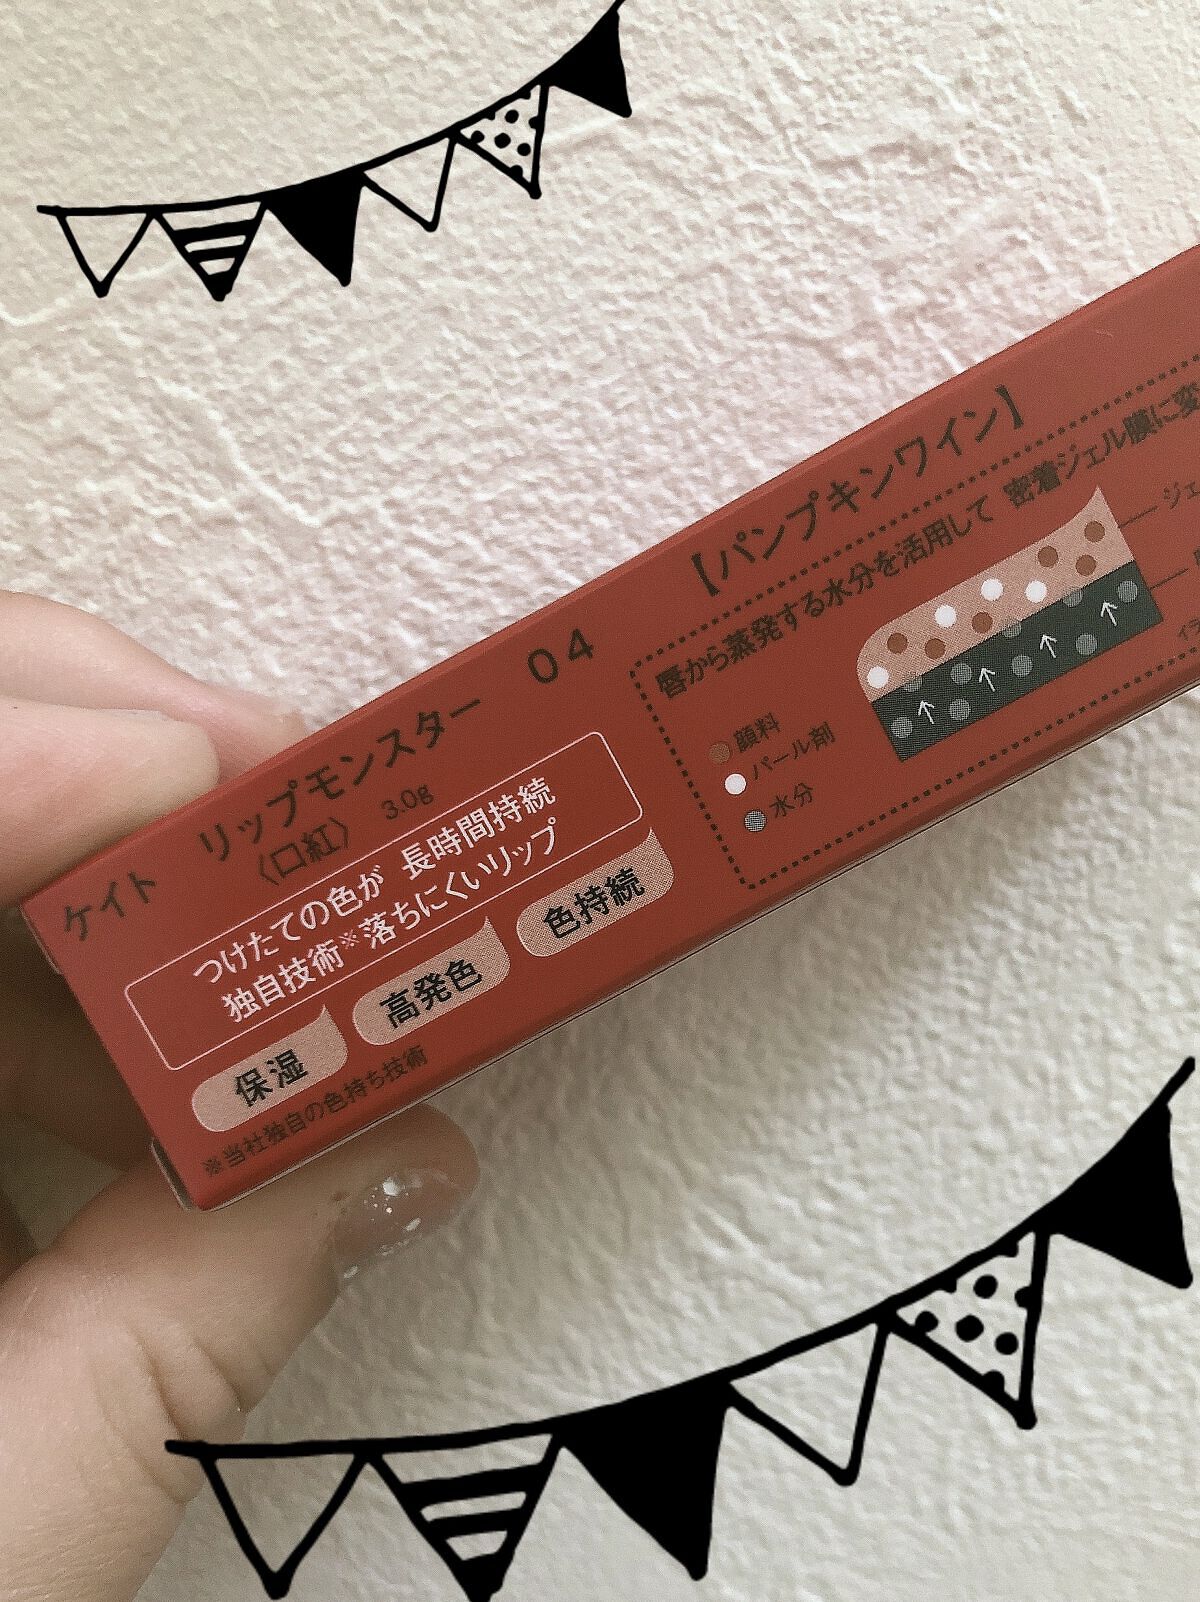 ケイト リップモンスター 04
〈口紅〉 3.0g
つけたての色が 長時間持続
独自技術※落ちにくいリップ
保湿 高発色 色持続
※当社独自の色持ち技術
【パンプキンワイン】
唇から蒸発する水分を活用して 密着ジェル膜に変
ジェ
顔料
パール剤
水分